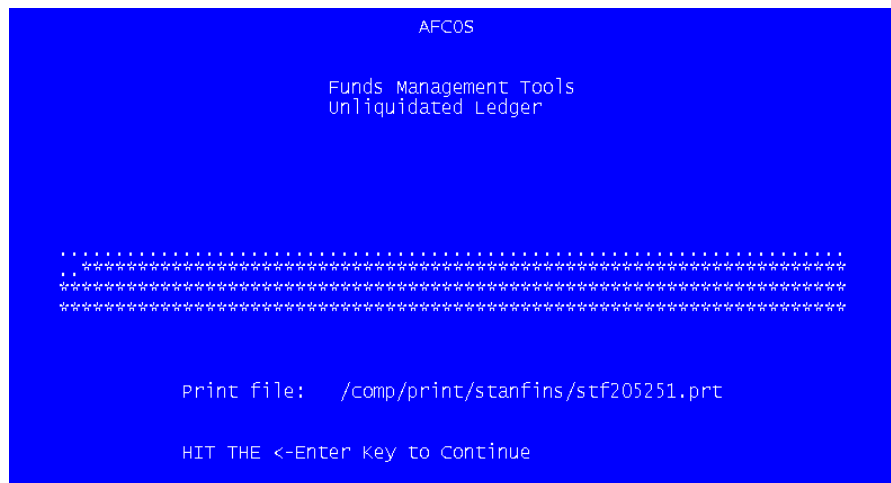 AFCOS
Funds Management Tools
Unliquidated Ledger
......................................................................
..********************************************************************
**********************************************************************
**********************************************************************
Print file:   /comp/print/stanfins/stf205251.prt
HIT THE <-Enter Key to Continue